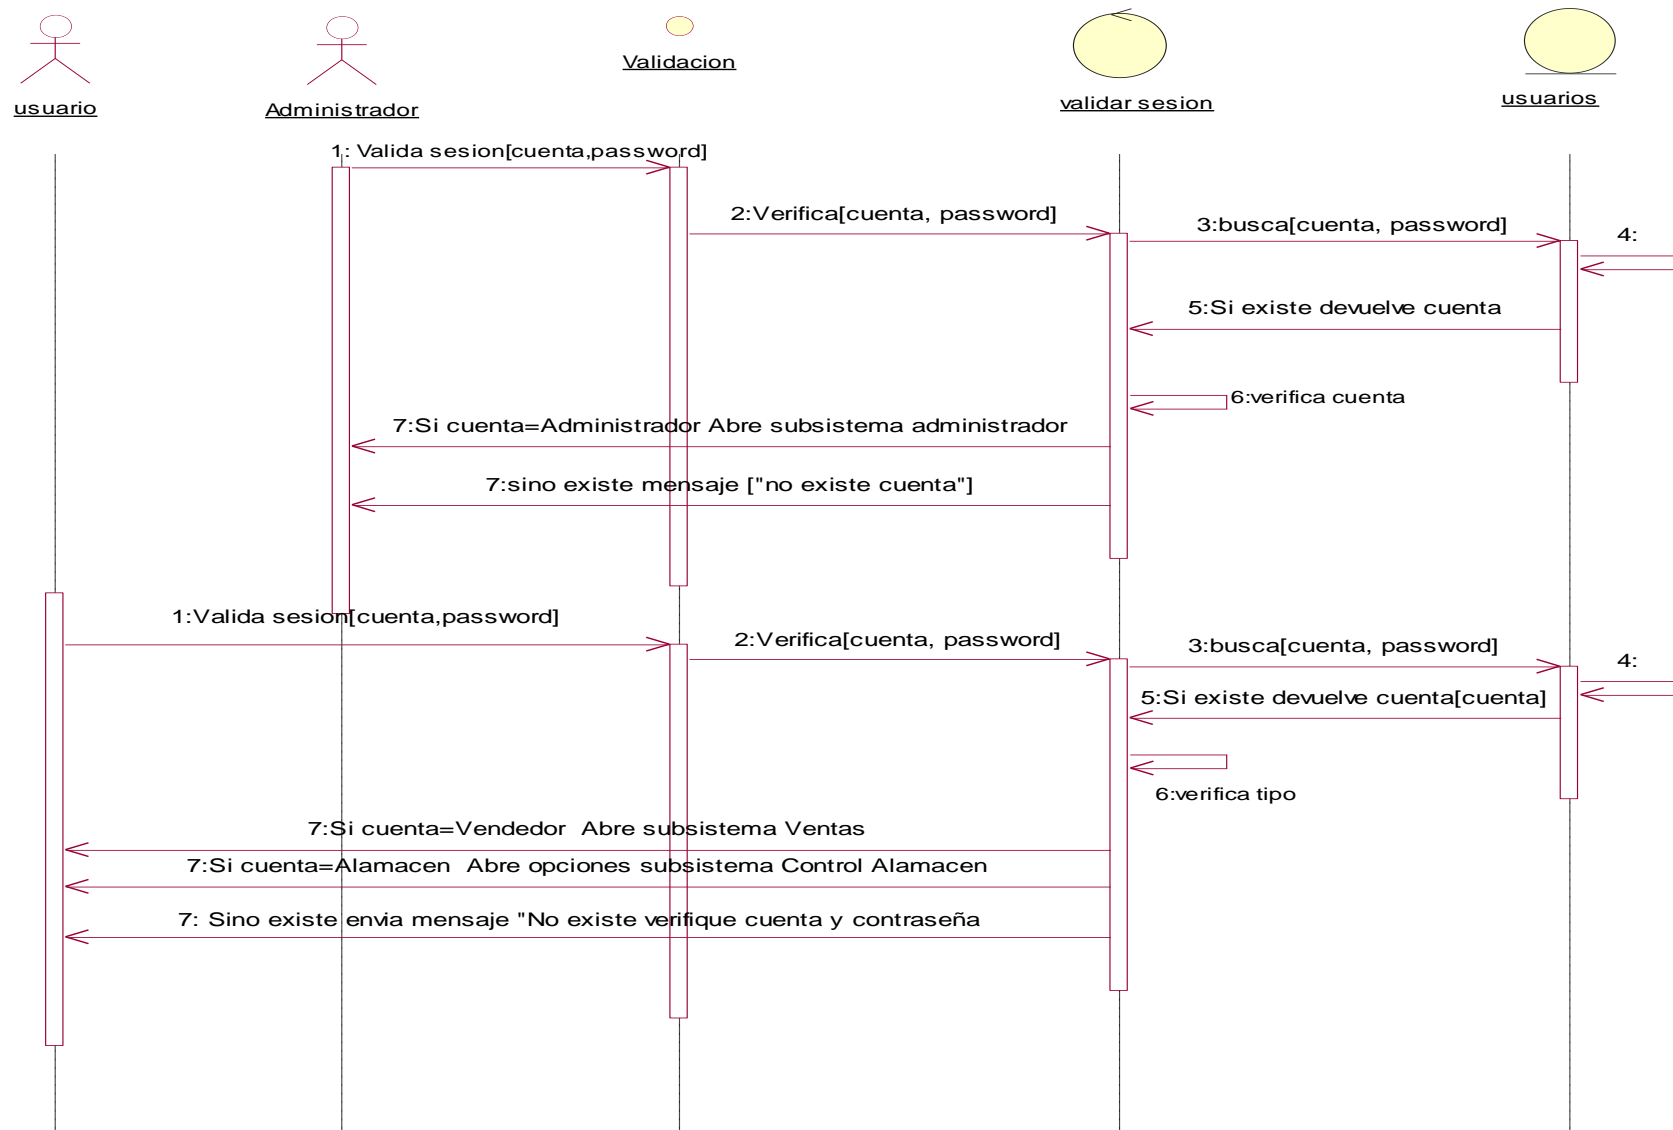 usuario
Administrador
Validacion
validar sesion
usuarios
1: Valida sesion[cuenta,password]
2:Verifica[cuenta, password]
3:busca[cuenta, password]
4:
5:Si existe devuelve cuenta
6:verifica cuenta
7:Si cuenta=Administrador Abre subsistema administrador
7:sino existe mensaje ["no existe cuenta"]
1:Valida sesion[cuenta,password]
2:Verifica[cuenta, password]
3:busca[cuenta, password]
4:
5:Si existe devuelve cuenta[cuenta]
6:verifica tipo
7:Si cuenta=Vendedor  Abre subsistema Ventas
7:Si cuenta=Alamacen  Abre opciones subsistema Control Alamacen
7: Sino existe envia mensaje "No existe verifique cuenta y contraseña